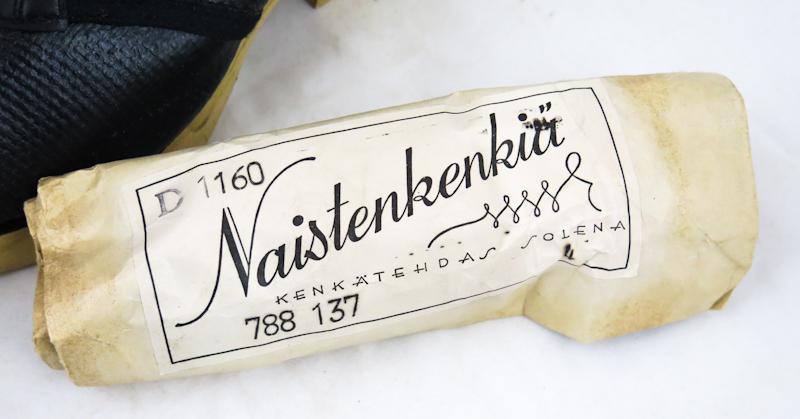 D 1160
Naistenkenkiä
KENKÄTEHDAS SOLENA
788 137